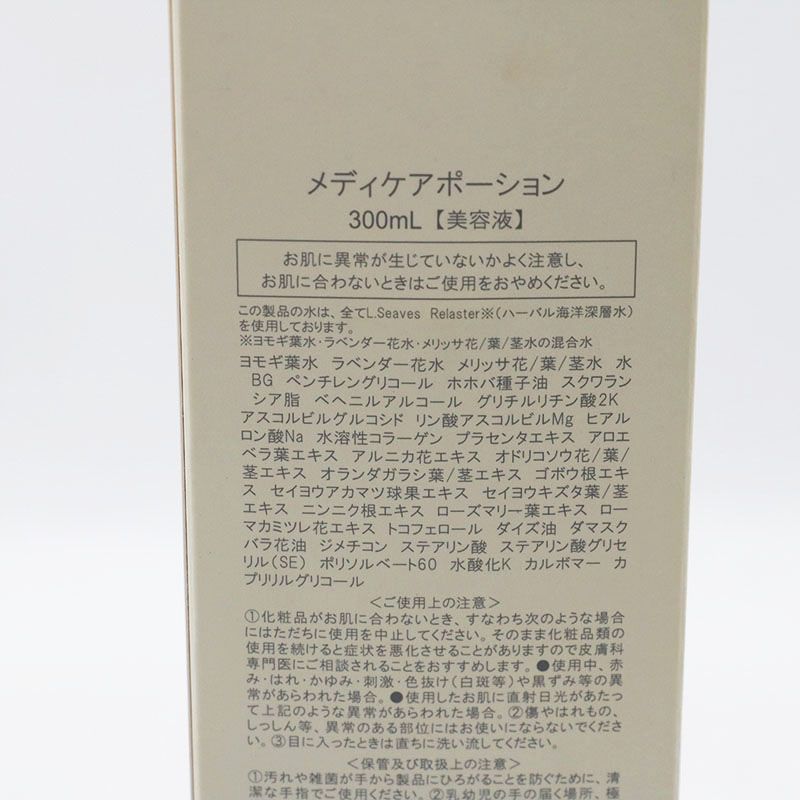 メディケアポーション
300mL【美容液】
お肌に異常が生じていないかよく注意し、
お肌に合わないときはご使用をおやめください。
この製品の水は、全てL.Seaves Relaster※(ハーバル海洋深層水)
を使用しております。
※ヨモギ葉水・ラベンダー花水・メリッサ花/葉/茎水の混合水
ヨモギ葉水 ラベンダー花水 メリッサ花/葉/茎水 水
BG ペンチレングリコール ホホバ種子油 スクワラン
シア脂 ベヘニルアルコール グリチルリチン酸2K
アスコルビルグルコシド リン酸アスコルビルMg ヒアル
ロン酸Na 水溶性コラーゲン プラセンタエキス アロエ
ベラ葉エキス アルニカ花エキス オドリコソウ花/葉/
茎エキス オランダガラシ葉/茎エキス ゴボウ根エキ
ス セイヨウアカマツ球果エキス セイヨウキズタ葉/茎
エキス ニンニク根エキス ローズマリー葉エキス ロー
マカミツレ花エキス トコフェロール ダイズ油 ダマスク
バラ花油 ジメチコン ステアリン酸 ステアリン酸グリセ
リル(SE) ポリソルベート60 水酸化K カルボマー カ
プリリルグリコール
＜ご使用上の注意＞
①化粧品がお肌に合わないとき、すなわち次のような場合
にはただちに使用を中止してください。そのまま化粧品類の
使用を続けると症状を悪化させることがありますので皮膚科
専門医にご相談されることをおすすめします。●使用中、赤
み・はれ・かゆみ・刺激・色抜け(白斑等)や黒ずみ等の異
常があらわれた場合。●使用したお肌に直射日光があたっ
て上記のような異常があらわれた場合。②傷やはれもの、
しっしん等、異常のある部位にはお使いにならないでくださ
い。③目に入ったときは直ちに洗い流してください。
＜保管及び取扱上の注意＞
①汚れや雑菌が手から製品にひろがることを防ぐために、清
潔な手指でご使用ください。②乳幼児の手の届く場所、極